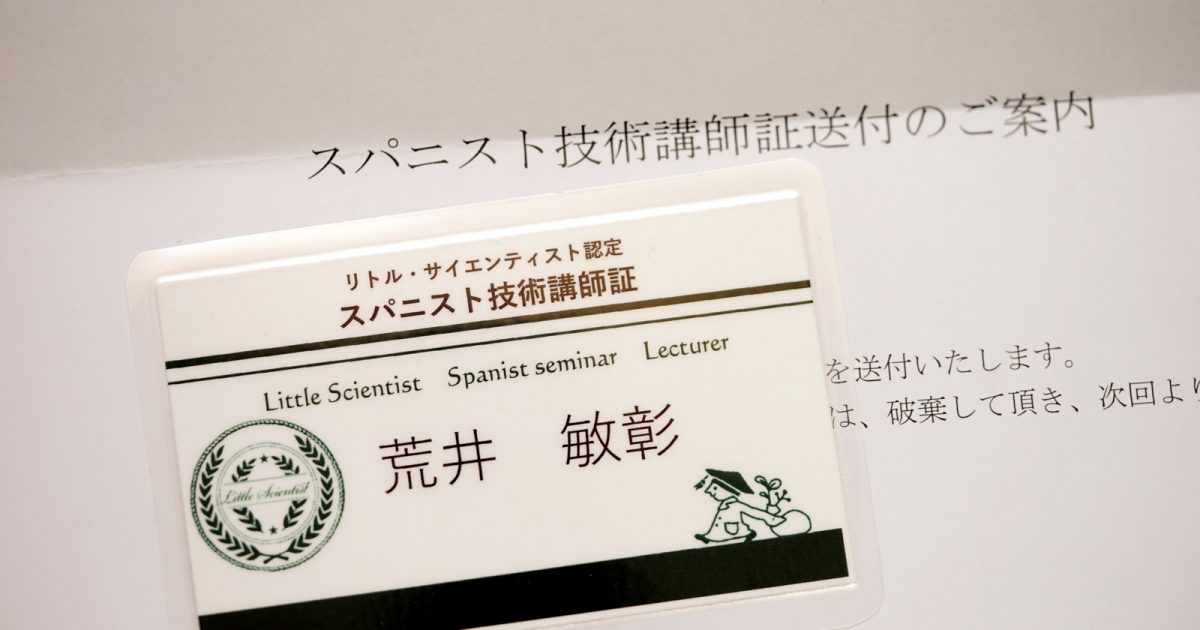 スパニスト技術講師証送付のご案内
リトル・サイエンティスト認定
スパニスト技術講師証
Little Scientist Spanist seminar Lecturer
荒井 敏彰
Little Scientist
を送付いたします。
は、破棄して頂き、次回より